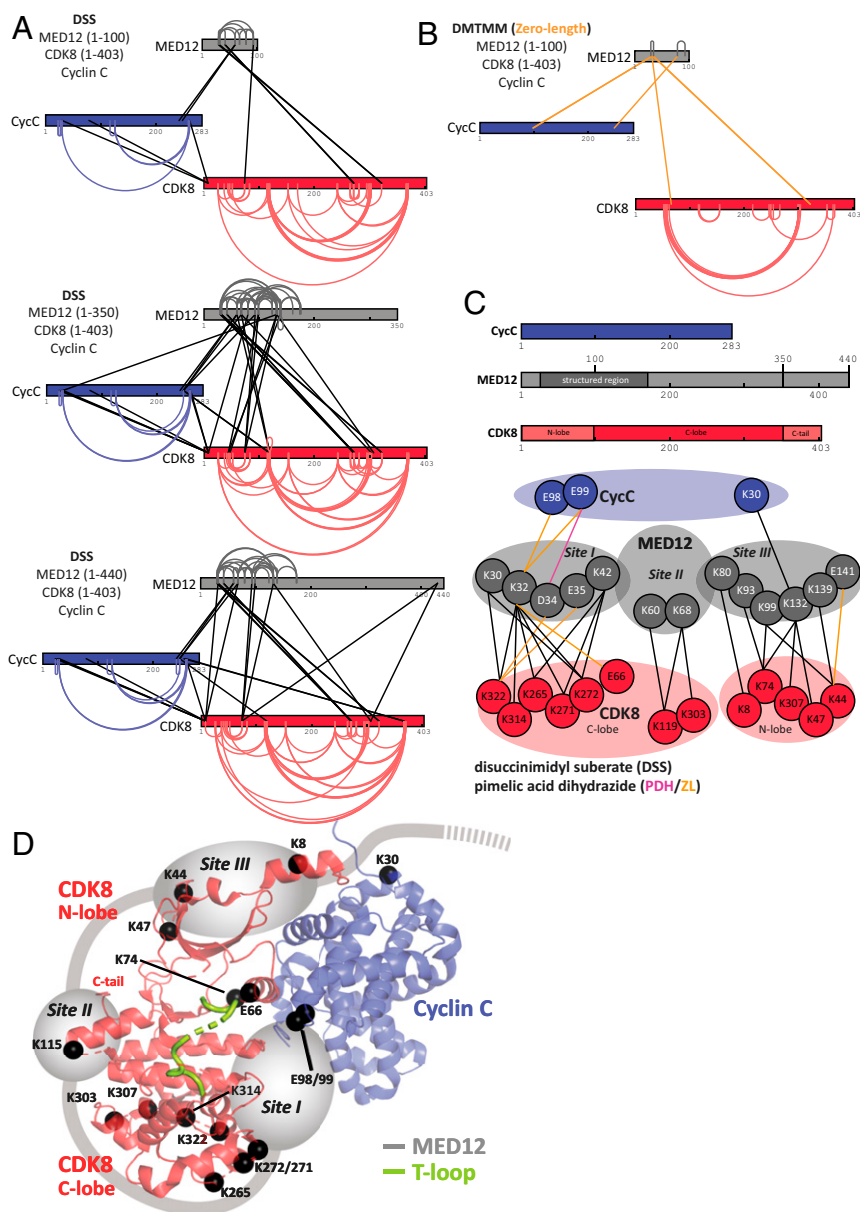 A
DSS
MED12 (1-100)
CDK8 (1-403)
Cyclin C
MED12
1
100
CycC
1
200
283
CDK8
1
200
403
B
DMTMM (Zero-length)
MED12 (1-100)
CDK8 (1-403)
Cyclin C
MED12
1
100
CycC
1
200
283
CDK8
1
200
403
DSS
MED12 (1-350)
CDK8 (1-403)
Cyclin C
MED12
1
200
350
CycC
1
200
283
CDK8
1
200
403
DSS
MED12 (1-440)
CDK8 (1-403)
Cyclin C
MED12
1
200
400
440
CycC
1
200
283
CDK8
1
200
403
C
CycC
1
200
283
100
350
440
MED12
structured region
1
200
400
CDK8
N-lobe
C-lobe
C-tail
1
200
403
E98
E99
CycC
K30
Site I
MED12
Site II
Site III
K30
K32
D34
E35
K42
K60
K68
K80
K93
K99
K132
K139
E141
K322
K314
K265
K271
K272
E66
CDK8
C-lobe
K119
K303
K8
K74
K307
K47
K44
N-lobe
disuccinimidyl suberate (DSS)
pimelic acid dihydrazide (PDH/ZL)
D
K8
Site III
K30
K44
CDK8
N-lobe
K47
K74
C-tail
E66
Site II
Cyclin C
K115
E98/99
K307
K314
K303
Site I
K322
MED12
K272/271
CDK8
C-lobe
K265
T-loop